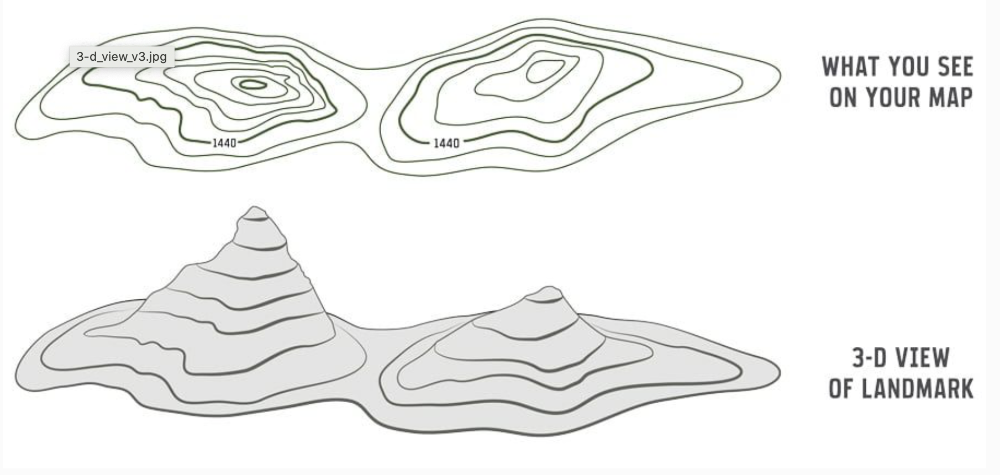 3-d_view_v3.jpg
WHAT YOU SEE
ON YOUR MAP
1440
1440
3-D VIEW
OF LANDMARK